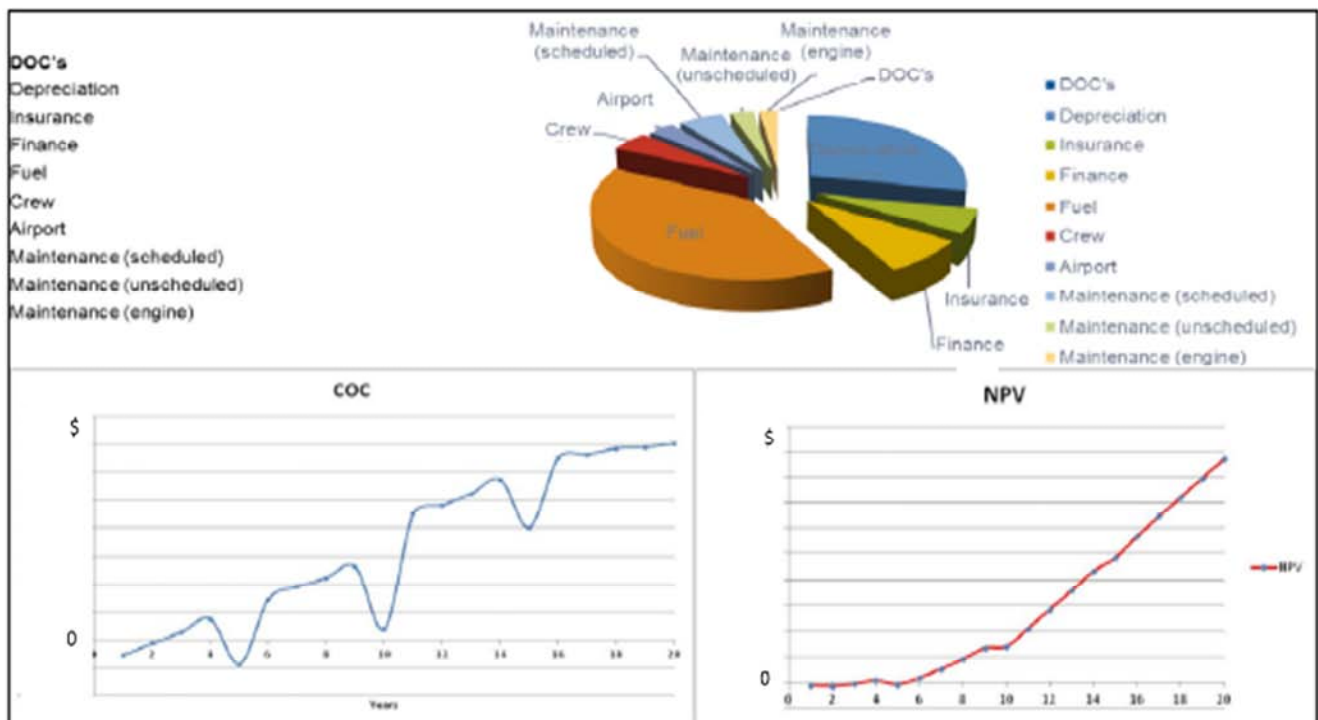 DOC's
Depreciation
Insurance
Finance
Fuel
Crew
Airport
Maintenance (scheduled)
Maintenance (unscheduled)
Maintenance (engine)
Maintenance
(scheduled)
Maintenance
(unscheduled)
Maintenance
(engine)
DOC's
Airport
Crew
Fuel
Insurance
Finance
DOC's
Depreciation
Insurance
Finance
Fuel
Crew
Airport
Maintenance (scheduled)
Maintenance (unscheduled)
Maintenance (engine)
COC
$
0
2 4 6 8 10 12 14 16 18 20
Years
NPV
$
0
0 2 4 6 8 10 12 14 16 18 20
NPV